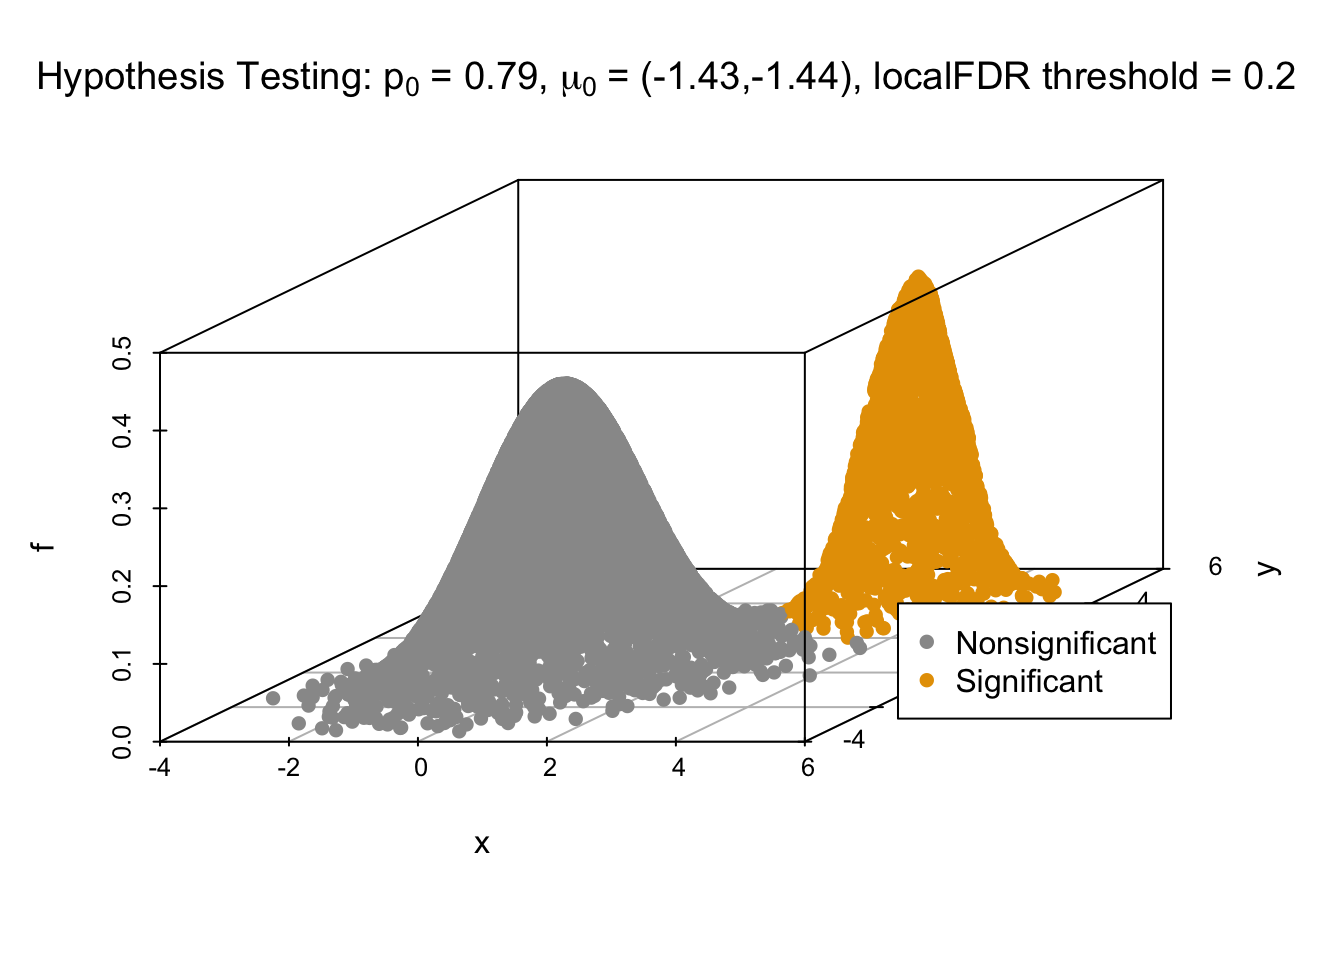 Hypothesis Testing: p₀ = 0.79, μ₀ = (-1.43,-1.44), localFDR threshold = 0.2
0.5
0.4
0.3
0.2
0.1
0.0
f
-4 -2 0 2 4 6
x
-4
4
6
y
Nonsignificant
Significant